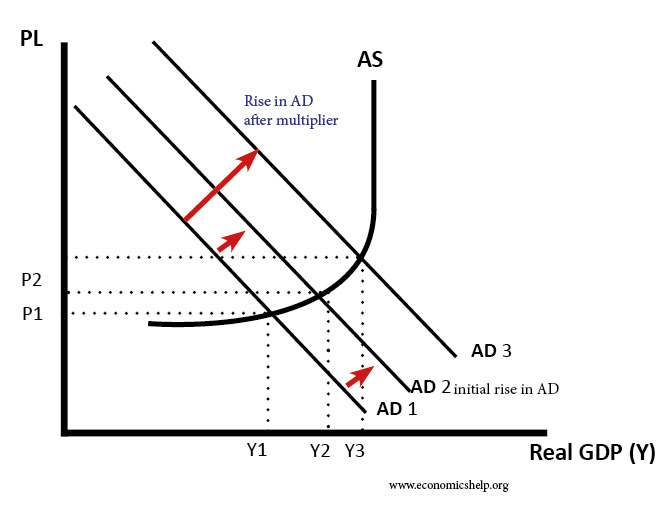 PL
AS
Rise in AD
after multiplier
P2
P1
AD 3
AD 2 initial rise in AD
AD 1
Y1 Y2 Y3
Real GDP (Y)
www.economicshelp.org